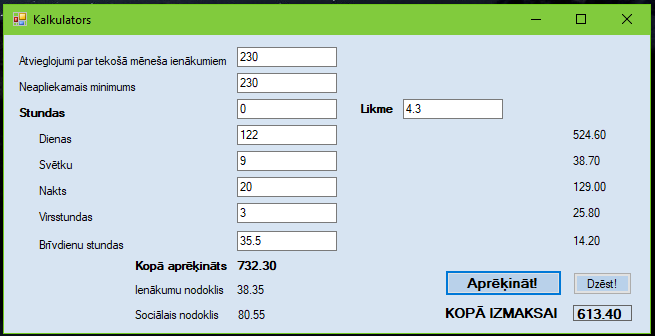 Kalkulators
Atvieglojumi par tekošā mēneša ienākumiem 230
Neapliekamais minimums 230
Stundas 0 Likme 4.3
Dienas 122 524.60
Svētku 9 38.70
Nakts 20 129.00
Virsstundas 3 25.80
Brīvdienu stundas 35.5 14.20
Kopā aprēķināts 732.30
Ienākumu nodoklis 38.35
Aprēķināt! Dzēst!
Sociālais nodoklis 80.55
KOPĀ IZMAKSAI 613.40